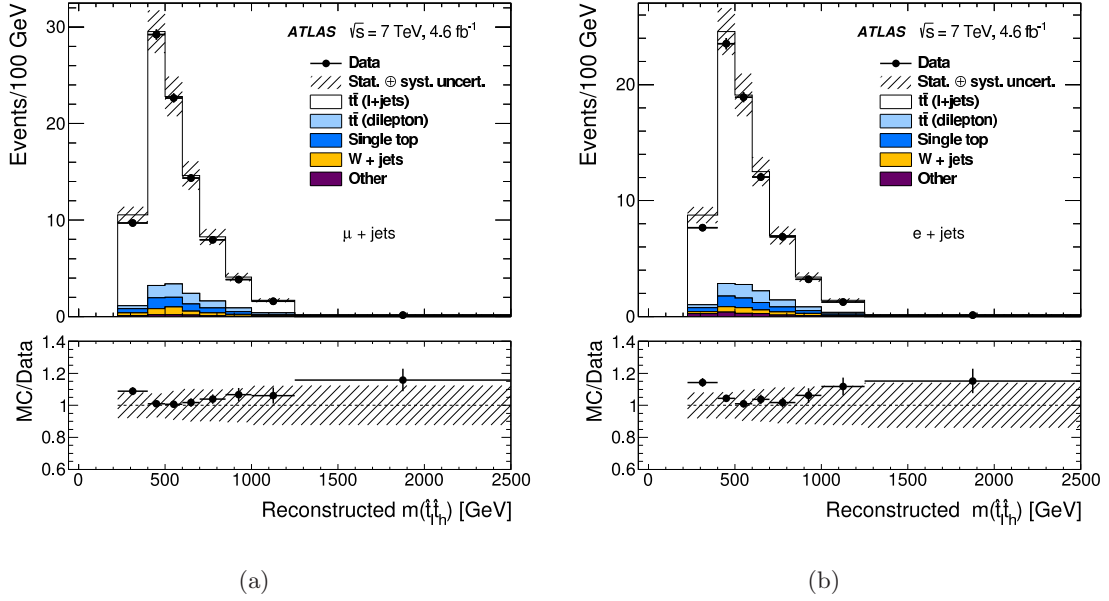 Events/100 GeV
30
20
10
0
ATLAS √s = 7 TeV, 4.6 fb⁻¹
Data
Stat. ⊕ syst. uncert.
tt̄ (l+jets)
tt̄ (dilepton)
Single top
W + jets
Other
μ + jets
MC/Data
1.4
1.2
1
0.8
0.6
0 500 1000 1500 2000 2500
Reconstructed m(t̂ₗt̂ₕ) [GeV]
(a)
Events/100 GeV
20
10
0
ATLAS √s = 7 TeV, 4.6 fb⁻¹
Data
Stat. ⊕ syst. uncert.
tt̄ (l+jets)
tt̄ (dilepton)
Single top
W + jets
Other
e + jets
MC/Data
1.4
1.2
1
0.8
0.6
0 500 1000 1500 2000 2500
Reconstructed m(t̂ₗt̂ₕ) [GeV]
(b)